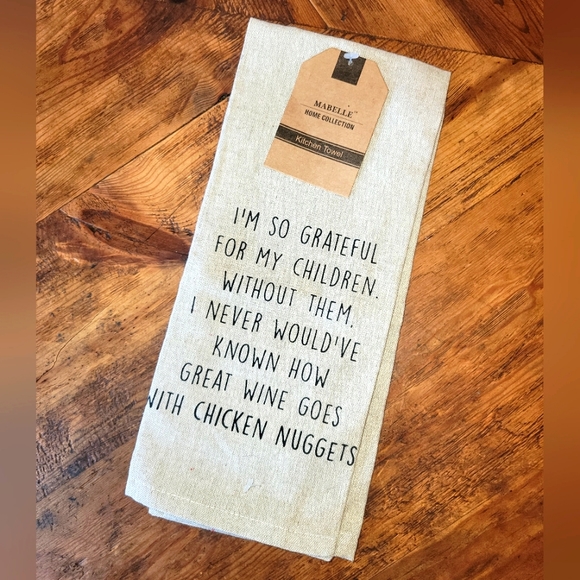 MABELLE™
HOME COLLECTION
Kitchen Towel
I'M SO GRATEFUL
FOR MY CHILDREN.
WITHOUT THEM,
I NEVER WOULD'VE
KNOWN HOW
GREAT WINE GOES
WITH CHICKEN NUGGETS